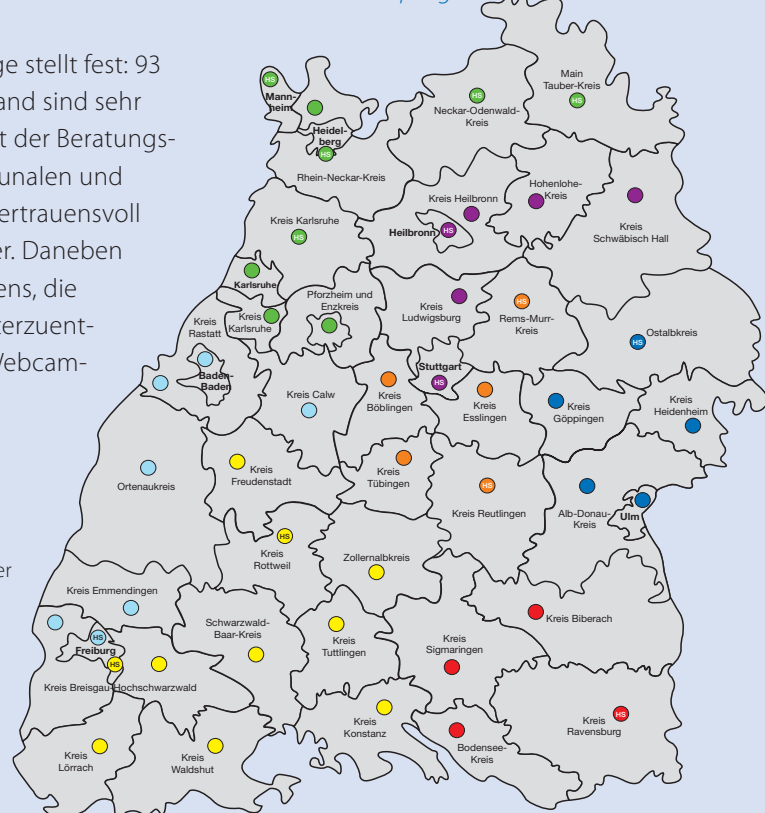 ge stellt fest: 93
and sind sehr
t der Beratungs-
unalen und
ertrauensvoll
er. Daneben
ens, die
terzuent-
Webcam-
er
HS
Mann-
heim
Heidel-
berg
HS
Rhein-Neckar-Kreis
HS
Neckar-Odenwald-
Kreis
Main
Tauber-Kreis
HS
Kreis Karlsruhe
HS
Kreis Heilbronn
Heilbronn
HS
Hohenlohe-
Kreis
Kreis
Schwäbisch Hall
Karlsruhe
Kreis
Karlsruhe
Pforzheim und
Enzkreis
Kreis
Ludwigsburg
HS
Rems-Murr-
Kreis
Ostalbkreis
HS
Kreis
Rastatt
Baden-
Baden
Kreis Calw
Kreis
Böblingen
Stuttgart
HS
Kreis
Esslingen
Kreis
Göppingen
Kreis
Heidenheim
Ortenaukreis
Kreis
Freudenstadt
Kreis
Tübingen
HS
Kreis Reutlingen
Alb-Donau-
Kreis
Ulm
HS
Kreis
Rottweil
Zollernalbkreis
Kreis Emmendingen
HS
Freiburg
HS
Kreis Breisgau-Hochschwarzwald
Schwarzwald-
Baar-Kreis
Kreis
Tuttlingen
Kreis
Sigmaringen
Kreis Biberach
Kreis
Lörrach
Kreis
Waldshut
Kreis
Konstanz
Bodensee-
Kreis
Kreis
Ravensburg
HS